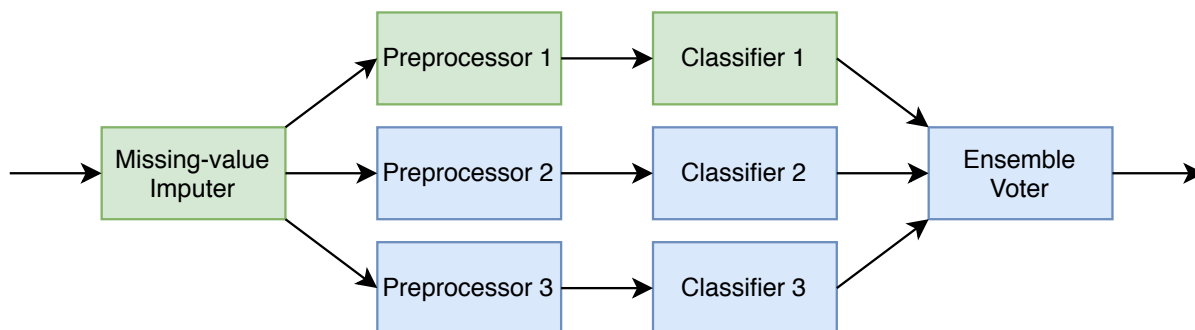 Preprocessor 1
Classifier 1
Missing-value
Imputer
Preprocessor 2
Classifier 2
Ensemble
Voter
Preprocessor 3
Classifier 3